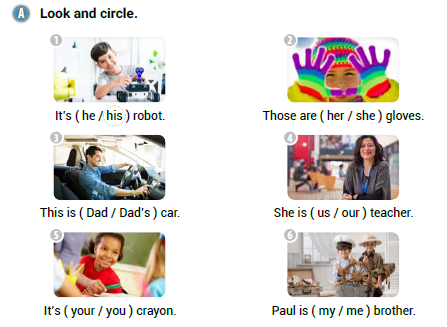 A Look and circle.
1 2
It's ( he / his ) robot. Those are ( her / she ) gloves.
3 4
This is ( Dad / Dad's ) car. She is ( us / our ) teacher.
5 6
It's ( your / you ) crayon. Paul is ( my / me ) brother.